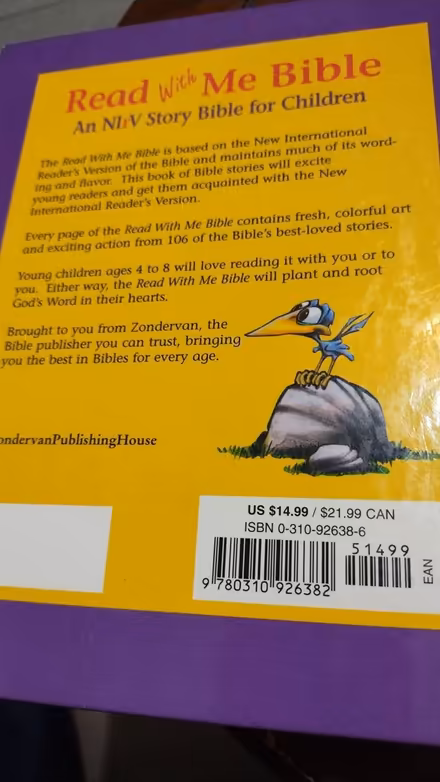 Read With Me Bible
An NIrV Story Bible for Children
The Read With Me Bible is based on the New International
Reader's Version of the Bible and maintains much of its word-
ing and flavor. This book of Bible stories will excite
young readers and get them acquainted with the New
International Reader's Version.
Every page of the Read With Me Bible contains fresh, colorful art
and exciting action from 106 of the Bible's best-loved stories.
Young children ages 4 to 8 will love reading it with you or to
you. Either way, the Read With Me Bible will plant and root
God's Word in their hearts.
Brought to you from Zondervan, the
Bible publisher you can trust, bringing
you the best in Bibles for every age.
ondervanPublishingHouse
US $14.99 / $21.99 CAN
ISBN 0-310-92638-6
51499
EAN
9 780310 926382